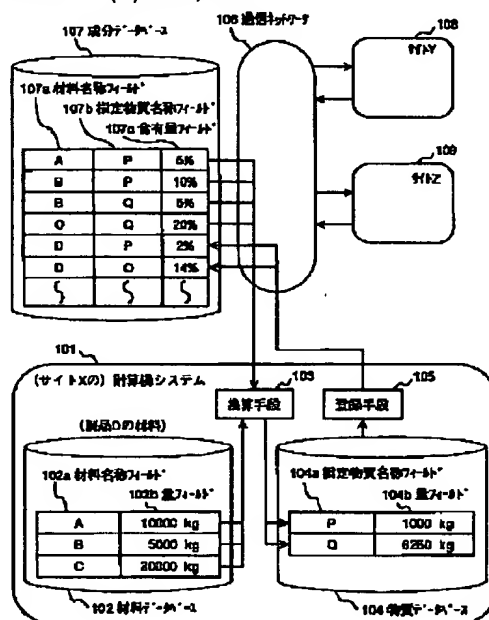 106 通信ネットワーク
107 成分データベース
108
サイトY
107a 材料名称フィールド
107b 指定物質名称フィールド
107c 含有量フィールド
A P 5%
B P 10%
B Q 5%
C Q 20%
D P 2%
D Q 14%
109
サイトZ
101
(サイトXの) 計算機システム
103
換算手段
105
登録手段
(製品Dの材料)
102a 材料名称フィールド
102b 量フィールド
A 10000 kg
B 5000 kg
C 30000 kg
102 材料データベース
104a 指定物質名称フィールド
104b 量フィールド
P 1000 kg
Q 6250 kg
104 物質データベース